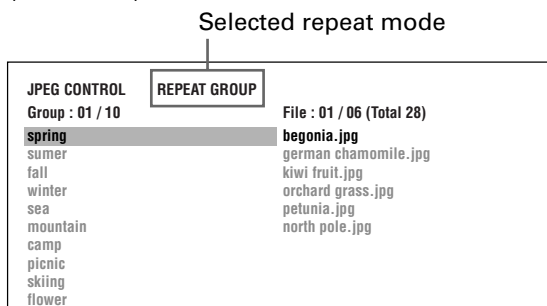 Selected repeat mode
JPEG CONTROL REPEAT GROUP
Group : 01 / 10 File : 01 / 06 (Total 28)
spring begonia.jpg
sumer german chamomile.jpg
fall kiwi fruit.jpg
winter orchard grass.jpg
sea petunia.jpg
mountain north pole.jpg
camp
picnic
skiing
flower